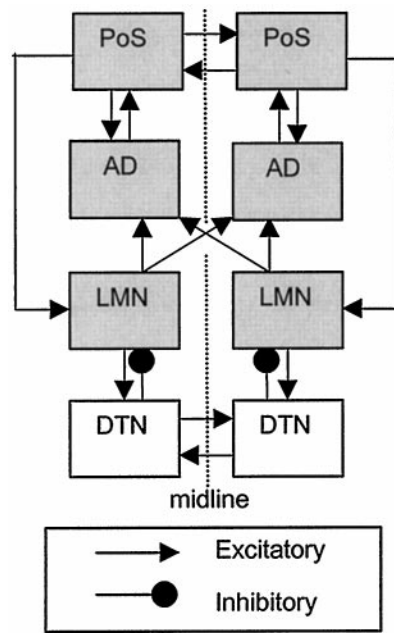 PoS PoS
AD AD
LMN LMN
DTN DTN
midline
Excitatory
Inhibitory